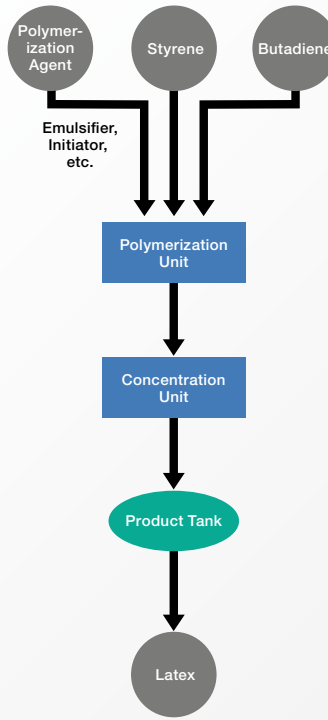 Polymer-
ization
Agent
Styrene
Butadiene
Emulsifier,
Initiator,
etc.
Polymerization
Unit
Concentration
Unit
Product Tank
Latex